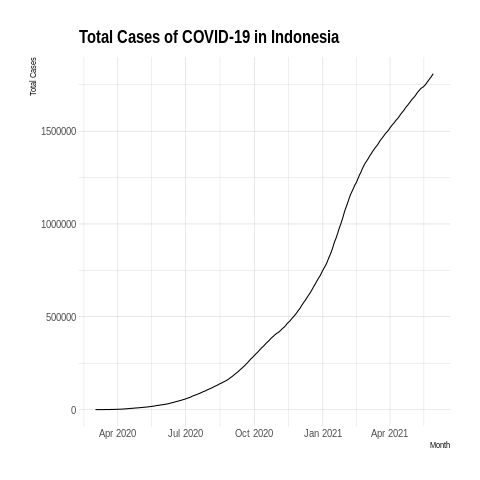 Total Cases of COVID-19 in Indonesia
Total Cases
1500000
1000000
500000
0
Apr 2020 Jul 2020 Oct 2020 Jan 2021 Apr 2021
Month